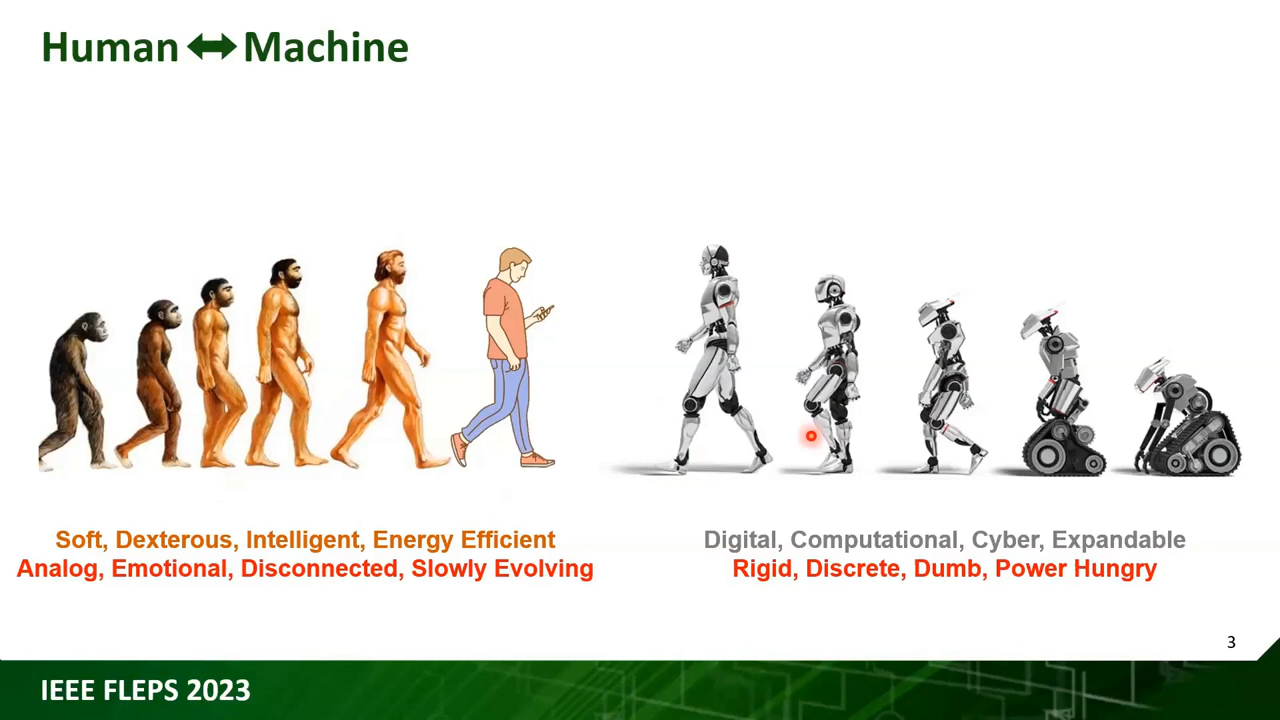 Human ↔ Machine
Soft, Dexterous, Intelligent, Energy Efficient
Analog, Emotional, Disconnected, Slowly Evolving
Digital, Computational, Cyber, Expandable
Rigid, Discrete, Dumb, Power Hungry
3
IEEE FLEPS 2023